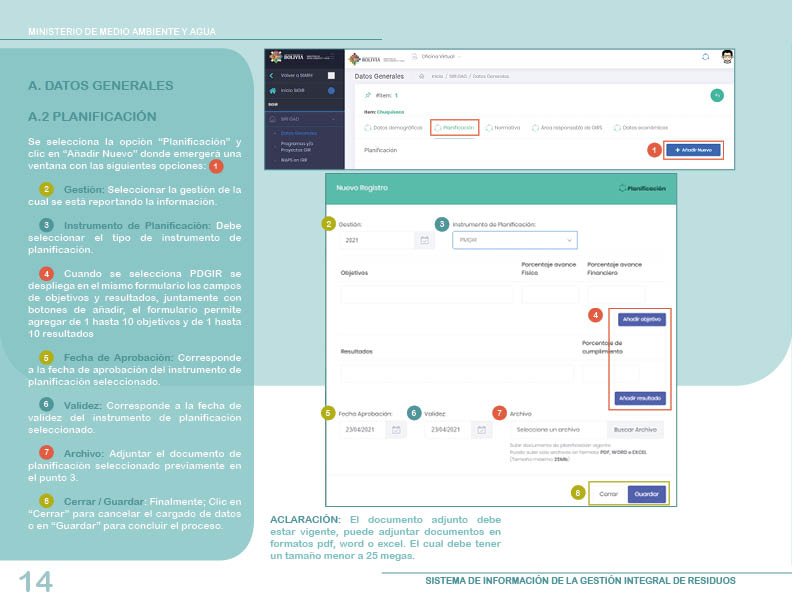 MINISTERIO DE MEDIO AMBIENTE Y AGUA
A. DATOS GENERALES
A.2 PLANIFICACIÓN
Se selecciona la opción “Planificación” y
clic en “Añadir Nuevo” donde emergerá una
ventana con las siguientes opciones: 1
2 Gestión: Seleccionar la gestión de la
cual se está reportando la información.
3 Instrumento de Planificación: Debe
seleccionar el tipo de instrumento de
planificación.
4 Cuando se selecciona PDGIR se
despliega en el mismo formulario los campos
de objetivos y resultados, juntamente con
botones de añadir, el formulario permite
agregar de 1 hasta 10 objetivos y de 1 hasta
10 resultados
5 Fecha de Aprobación: Corresponde
a la fecha de aprobación del instrumento de
planificación seleccionado.
6 Validez: Corresponde a la fecha de
validez del instrumento de planificación
seleccionado.
7 Archivo: Adjuntar el documento de
planificación seleccionado previamente en
el punto 3.
8 Cerrar / Guardar. Finalmente; Clic en
“Cerrar” para cancelar el cargado de datos
o en “Guardar” para concluir el proceso.
BOLIVIA
Volver a SIARH
Inicio SIGIR
SIGIR
SIRGAD
Datos Generales
Programas y/o
Proyectos GIR
IRAPS en GIR
BOLIVIA
Oficina Virtual
Datos Generales
Inicio / SIRGAD / Datos Generales
#Item: 1
Item: Chuquisaca
Datos demográficos
Planificación
Normativa
Área responsable de GIRS
Datos económicos
Planificación
1
+ Añadir Nuevo
Nuevo Registro
Planificación
2 Gestión:
3 Instrumento de Planificación:
2021
PMGIR
Objetivos
Porcentaje avance
Físico
Porcentaje avance
Financiero
4
Añadir objetivo
Resultados
Porcentaje de
cumplimiento
Añadir resultado
5 Fecha Aprobación:
6 Validez
7 Archivo
23/04/2021
23/04/2021
Seleccione un archivo
Buscar Archivo
Subir documento de planificación vigente
Puede subir solo archivos en formato PDF, WORD o EXCEL
(Tamaño máximo 25Mb)
8
Cerrar
Guardar
ACLARACIÓN: El documento adjunto debe
estar vigente, puede adjuntar documentos en
formatos pdf, word o excel. El cual debe tener
un tamaño menor a 25 megas.
14
SISTEMA DE INFORMACIÓN DE LA GESTIÓN INTEGRAL DE RESIDUOS